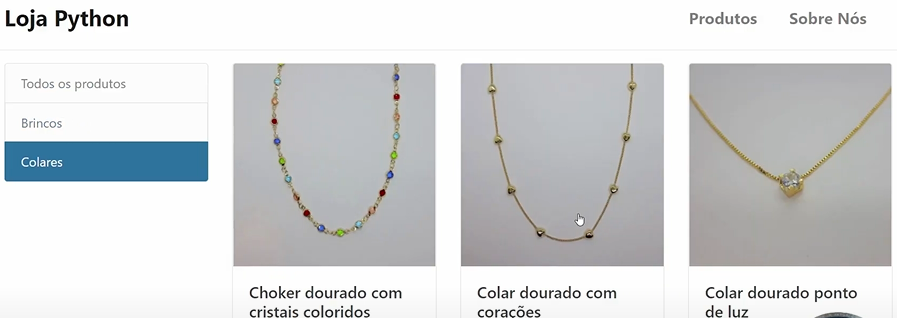 Loja Python
Produtos
Sobre Nós
Todos os produtos
Brincos
Colares
Choker dourado com
cristais coloridos
Colar dourado com
corações
Colar dourado ponto
de luz